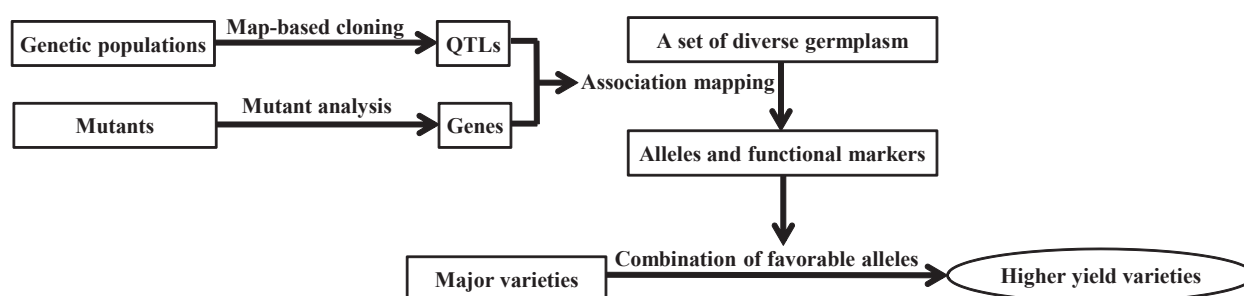 Genetic populations
Map-based cloning
QTLs
Mutants
Mutant analysis
Genes
A set of diverse germplasm
Association mapping
Alleles and functional markers
Major varieties
Combination of favorable alleles
Higher yield varieties